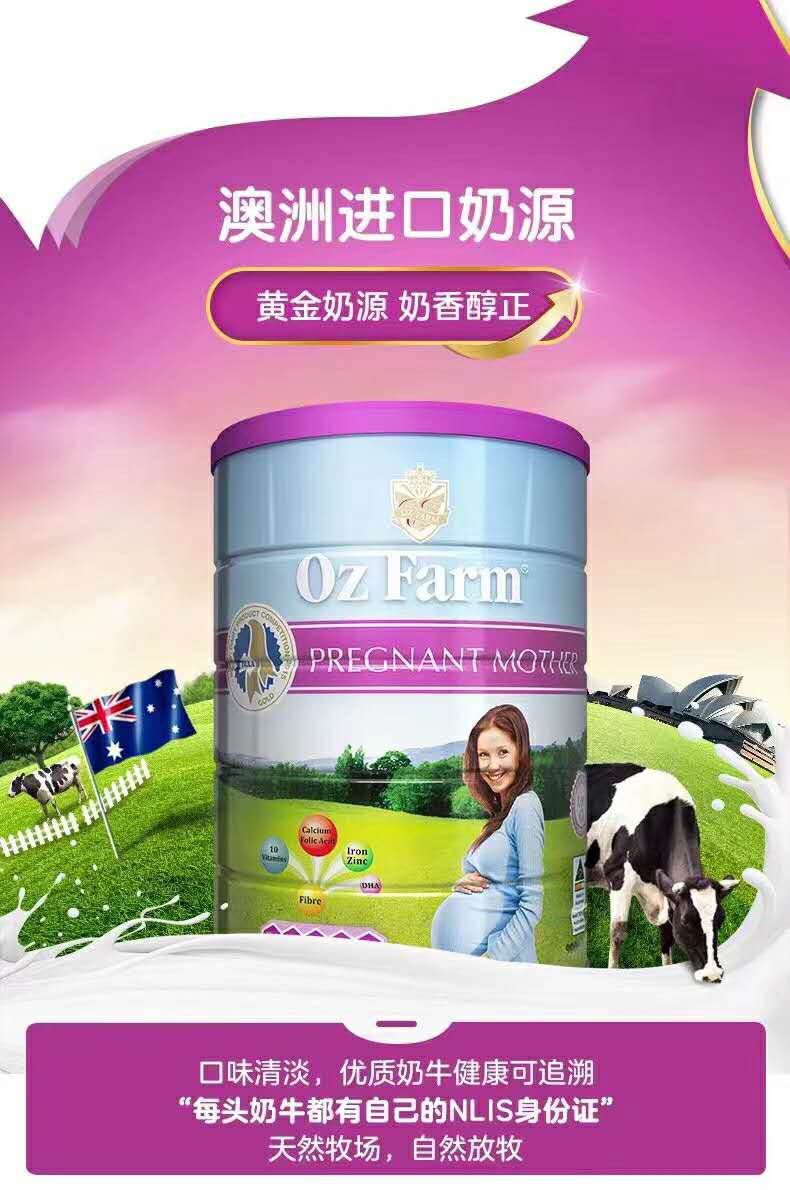 澳洲进口奶源
黄金奶源 奶香醇正
Oz Farm®
PREGNANT MOTHER
GOLD
10
Vitamins
Calcium
Folic Acid
Iron
Zinc
DHA
Fibre
口味清淡，优质奶牛健康可追溯
“每头奶牛都有自己的NLIS身份证”
天然牧场，自然放牧